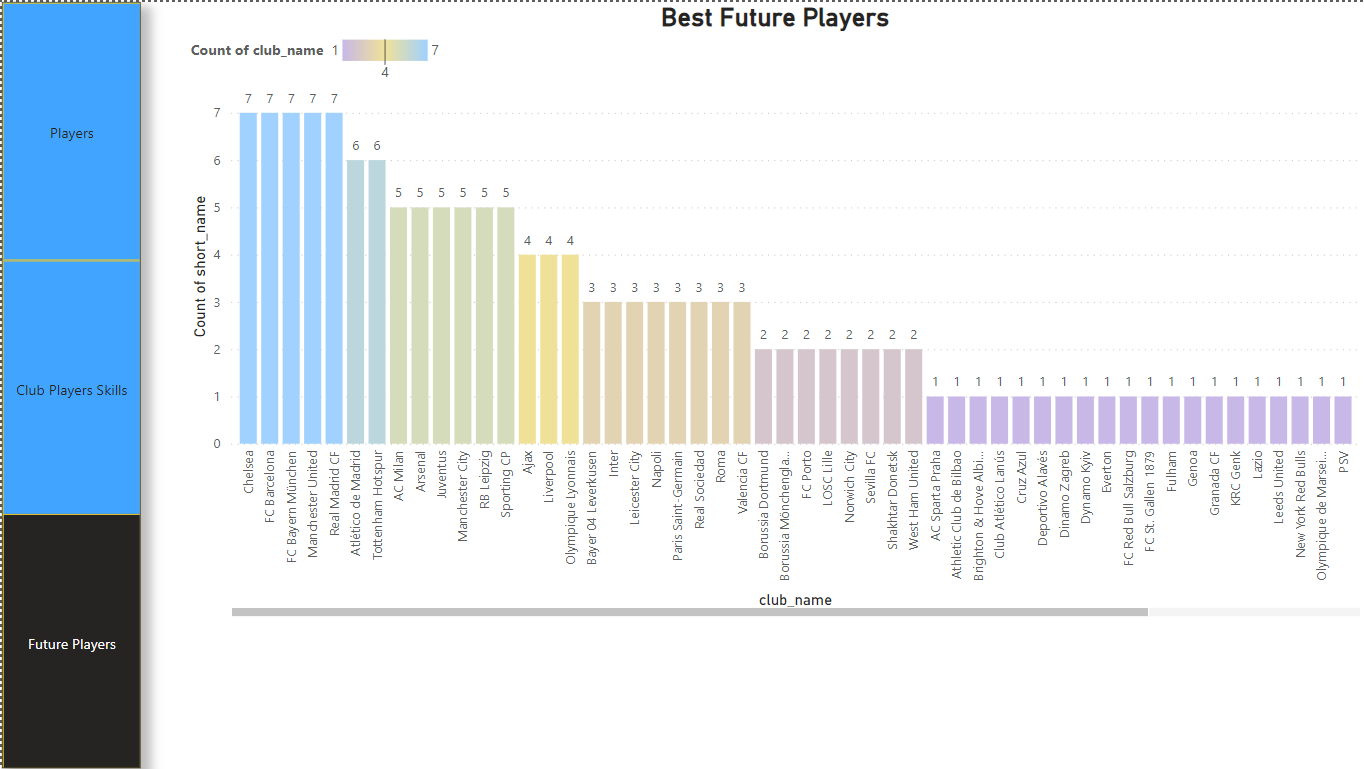 Best Future Players
Count of club_name 1 7
4
Players
Club Players Skills
Future Players
Count of short_name
7
6
5
4
3
2
1
0
7 7 7 7 7 6 6 5 5 5 5 5 5 4 4 4 3 3 3 3 3 3 3 3 2 2 2 2 2 2 2 2 1 1 1 1 1 1 1 1 1 1 1 1 1 1 1 1 1 1 1 1
Chelsea
FC Barcelona
FC Bayern München
Manchester United
Real Madrid CF
Atlético de Madrid
Tottenham Hotspur
AC Milan
Arsenal
Juventus
Manchester City
RB Leipzig
Sporting CP
Ajax
Liverpool
Olympique Lyonnais
Bayer 04 Leverkusen
Inter
Leicester City
Napoli
Paris Saint-Germain
Real Sociedad
Roma
Valencia CF
Borussia Dortmund
Borussia Mönchengla...
FC Porto
LOSC Lille
Norwich City
Sevilla FC
Shakhtar Donetsk
West Ham United
AC Sparta Praha
Athletic Club de Bilbao
Brighton & Hove Albi...
Club Atlético Lanús
Cruz Azul
Deportivo Alavés
Dinamo Zagreb
Dynamo Kyiv
Everton
FC Red Bull Salzburg
FC St. Gallen 1879
Fulham
Genoa
Granada CF
KRC Genk
Lazio
Leeds United
New York Red Bulls
Olympique de Marsei...
PSV
club_name